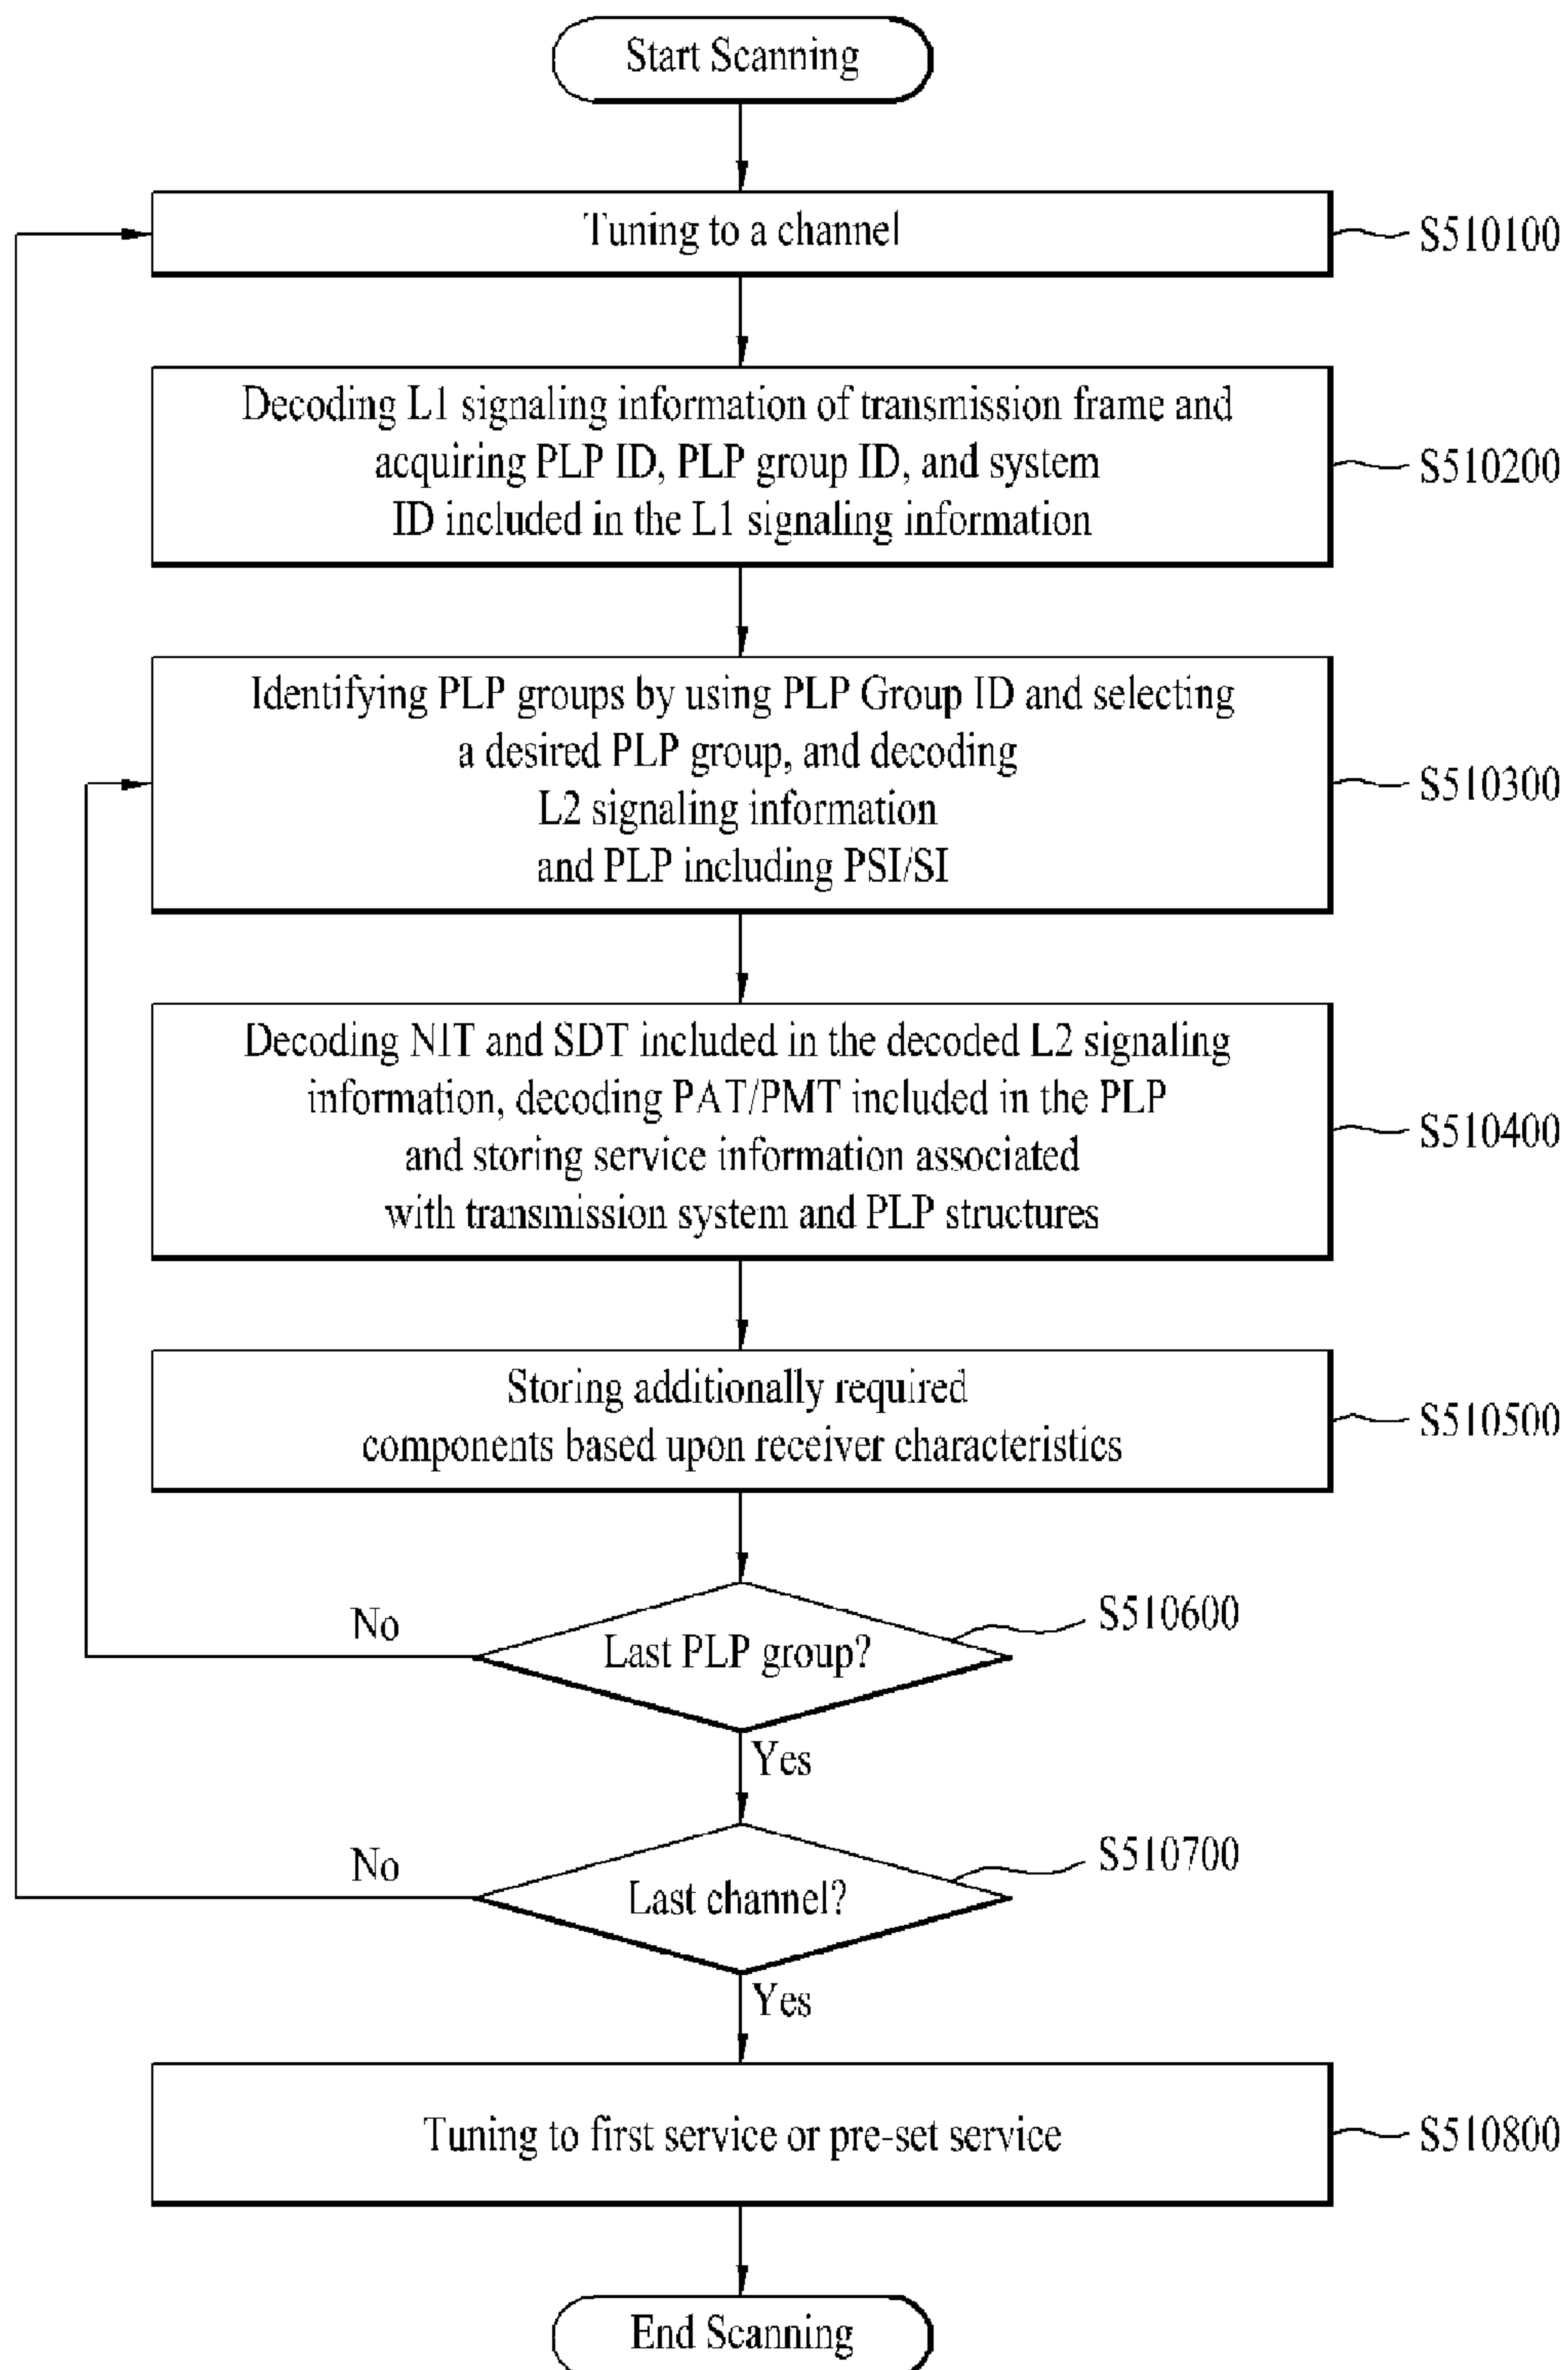 Start Scanning
Tuning to a channel
S510100
Decoding L1 signaling information of transmission frame and
acquiring PLP ID, PLP group ID, and system
ID included in the L1 signaling information
S510200
Identifying PLP groups by using PLP Group ID and selecting
a desired PLP group, and decoding
L2 signaling information
and PLP including PSI/SI
S510300
Decoding NIT and SDT included in the decoded L2 signaling
information, decoding PAT/PMT included in the PLP
and storing service information associated
with transmission system and PLP structures
S510400
Storing additionally required
components based upon receiver characteristics
S510500
Last PLP group?
S510600
No
Yes
Last channel?
S510700
No
Yes
Tuning to first service or pre-set service
S510800
End Scanning